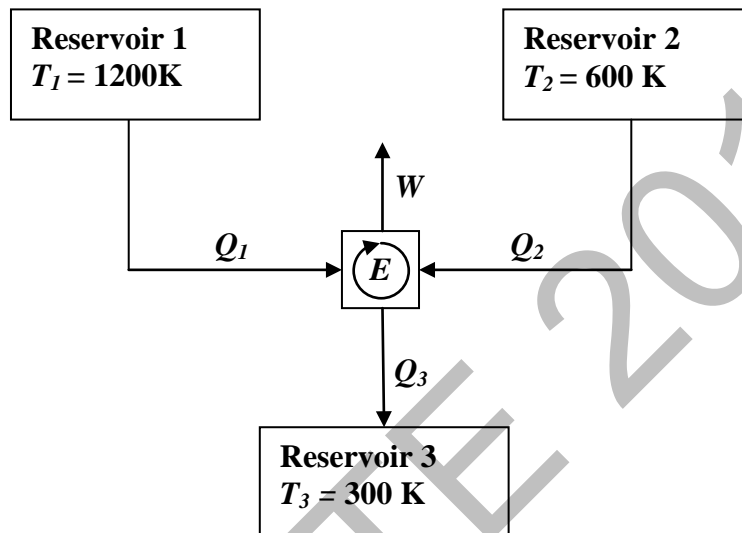 Reservoir 1
T₁ = 1200K
Reservoir 2
T₂ = 600 K
W
Q₁
E
Q₂
Q₃
Reservoir 3
T₃ = 300 K